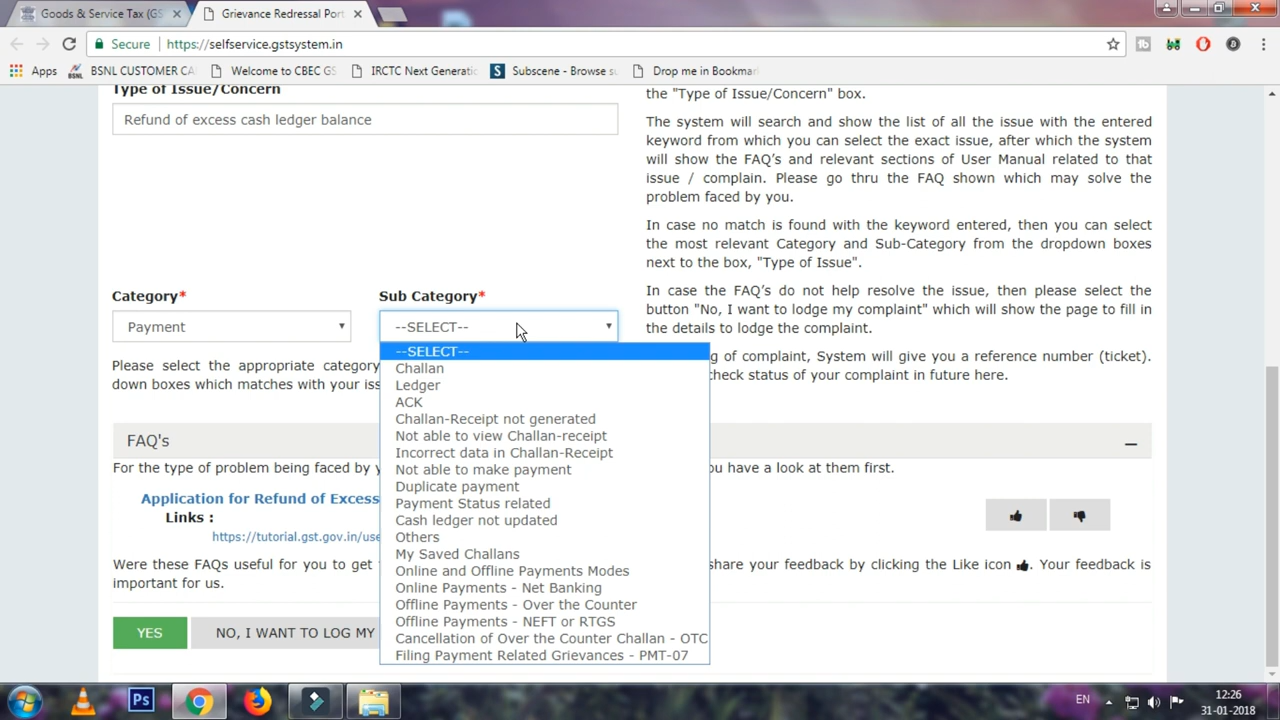 Goods & Service Tax (GS
Grievance Redressal Port
Secure
https://selfservice.gstsystem.in
Apps
BSNL CUSTOMER CA
Welcome to CBEC GS
IRCTC Next Generati
Subscene - Browse su
Drop me in Bookmar
Type of Issue/Concern
Refund of excess cash ledger balance
the "Type of Issue/Concern" box.
The system will search and show the list of all the issue with the entered
keyword from which you can select the exact issue, after which the system
will show the FAQ's and relevant sections of User Manual related to that
issue / complain. Please go thru the FAQ shown which may solve the
problem faced by you.
In case no match is found with the keyword entered, then you can select
the most relevant Category and Sub-Category from the dropdown boxes
next to the box, "Type of Issue".
In case the FAQ's do not help resolve the issue, then please select the
button "No, I want to lodge my complaint" which will show the page to fill in
the details to lodge the complaint.
g of complaint, System will give you a reference number (ticket).
check status of your complaint in future here.
Category*
Sub Category*
Payment
--SELECT--
--SELECT--
Challan
Ledger
ACK
Challan-Receipt not generated
Not able to view Challan-receipt
Incorrect data in Challan-Receipt
Not able to make payment
Duplicate payment
Payment Status related
Cash ledger not updated
Others
My Saved Challans
Online and Offline Payments Modes
Online Payments - Net Banking
Offline Payments - Over the Counter
Offline Payments - NEFT or RTGS
Cancellation of Over the Counter Challan - OTC
Filing Payment Related Grievances - PMT-07
Please select the appropriate category
down boxes which matches with your iss
FAQ's
For the type of problem being faced by y
ou have a look at them first.
Application for Refund of Excess
Links :
https://tutorial.gst.gov.in/use
Were these FAQs useful for you to get
share your feedback by clicking the Like icon
. Your feedback is
important for us.
YES
NO, I WANT TO LOG MY
Ps
EN
12:26
31-01-2018